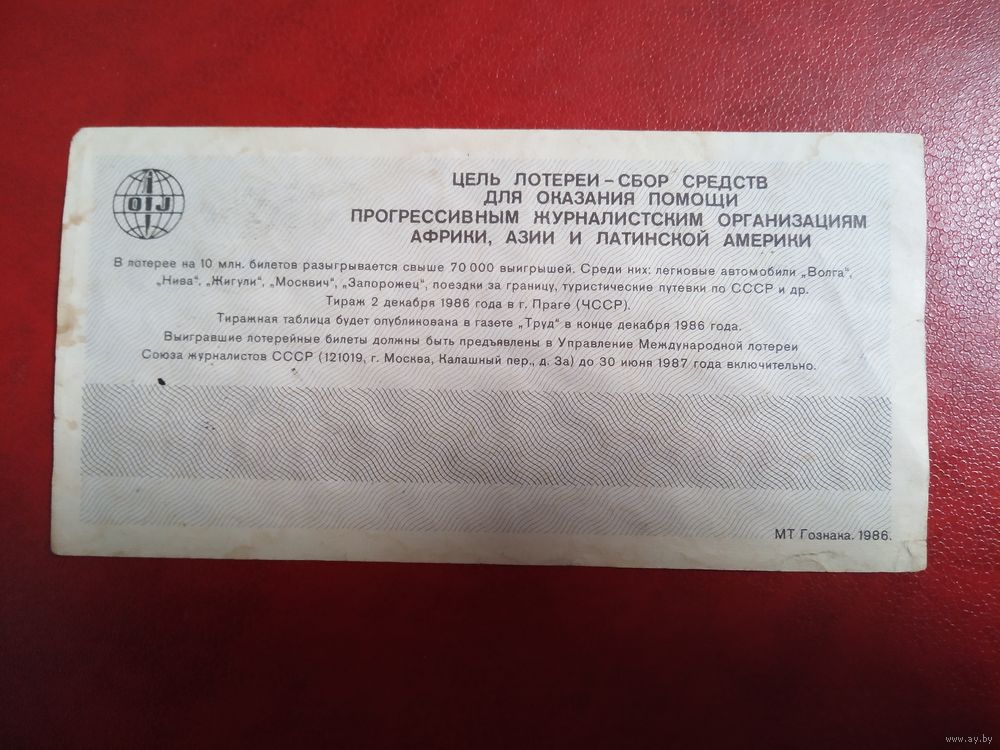 OIJ
ЦЕЛЬ ЛОТЕРЕИ – СБОР СРЕДСТВ
ДЛЯ ОКАЗАНИЯ ПОМОЩИ
ПРОГРЕССИВНЫМ ЖУРНАЛИСТСКИМ ОРГАНИЗАЦИЯМ
АФРИКИ, АЗИИ И ЛАТИНСКОЙ АМЕРИКИ
В лотерее на 10 млн. билетов разыгрывается свыше 70 000 выигрышей. Среди них: легковые автомобили „Волга“,
„Нива“, „Жигули“, „Москвич“, „Запорожец“, поездки за границу, туристические путевки по СССР и др.
Тираж 2 декабря 1986 года в г. Праге (ЧССР).
Тиражная таблица будет опубликована в газете „Труд“ в конце декабря 1986 года.
Выигравшие лотерейные билеты должны быть предъявлены в Управление Международной лотереи
Союза журналистов СССР (121019, г. Москва, Калашный пер., д. 3а) до 30 июня 1987 года включительно.
МТ Гознака. 1986.
www.ay.by